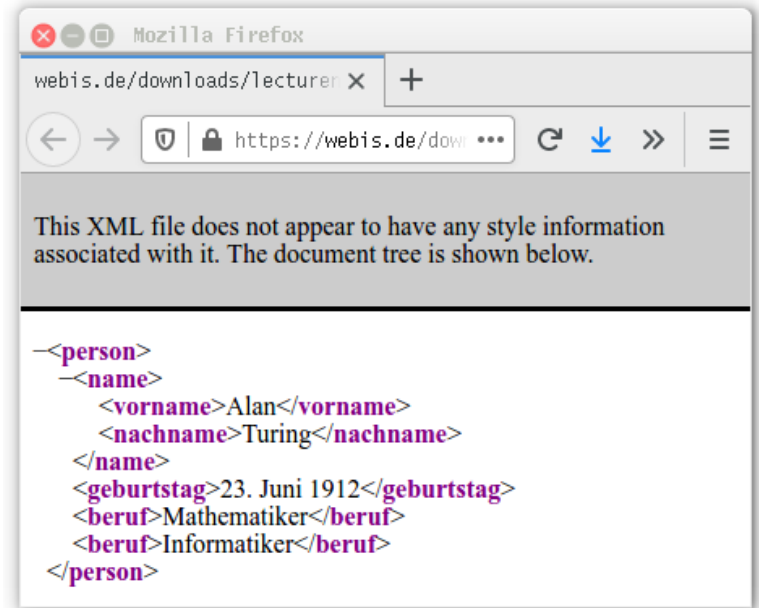 Mozilla Firefox
webis.de/downloads/lecturen
https://webis.de/dow
This XML file does not appear to have any style information
associated with it. The document tree is shown below.
−<person>
−<name>
<vorname>Alan</vorname>
<nachname>Turing</nachname>
</name>
<geburtstag>23. Juni 1912</geburtstag>
<beruf>Mathematiker</beruf>
<beruf>Informatiker</beruf>
</person>